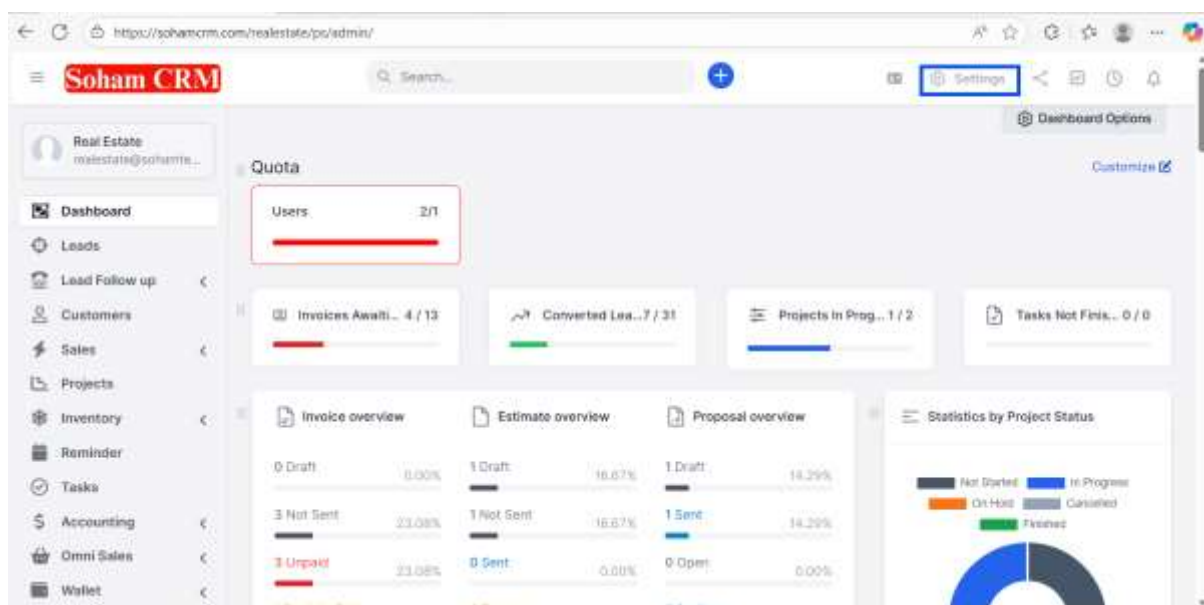 https://sohamcrm.com/realestate/ps/admin/
Soham CRM
Search...
Settings
Dashboard Options
Real Estate
Quota
Customize
Users 2/1
Dashboard
Leads
Lead Follow up
Customers
Sales
Projects
Inventory
Reminder
Tasks
Accounting
Omni Sales
Wallet
Invoices Awaiti... 4 / 13
Converted Lea...7 / 31
Projects In Prog... 1 / 2
Tasks Not Finis... 0 / 0
Invoice overview
0 Draft 0.00%
3 Not Sent 23.08%
3 Unpaid 23.08%
Estimate overview
1 Draft 16.67%
1 Not Sent 16.67%
0 Sent 0.00%
Proposal overview
1 Draft 14.29%
1 Sent 14.29%
0 Open 0.00%
Statistics by Project Status
Not Started In Progress
On Hold Cancelled
Finished